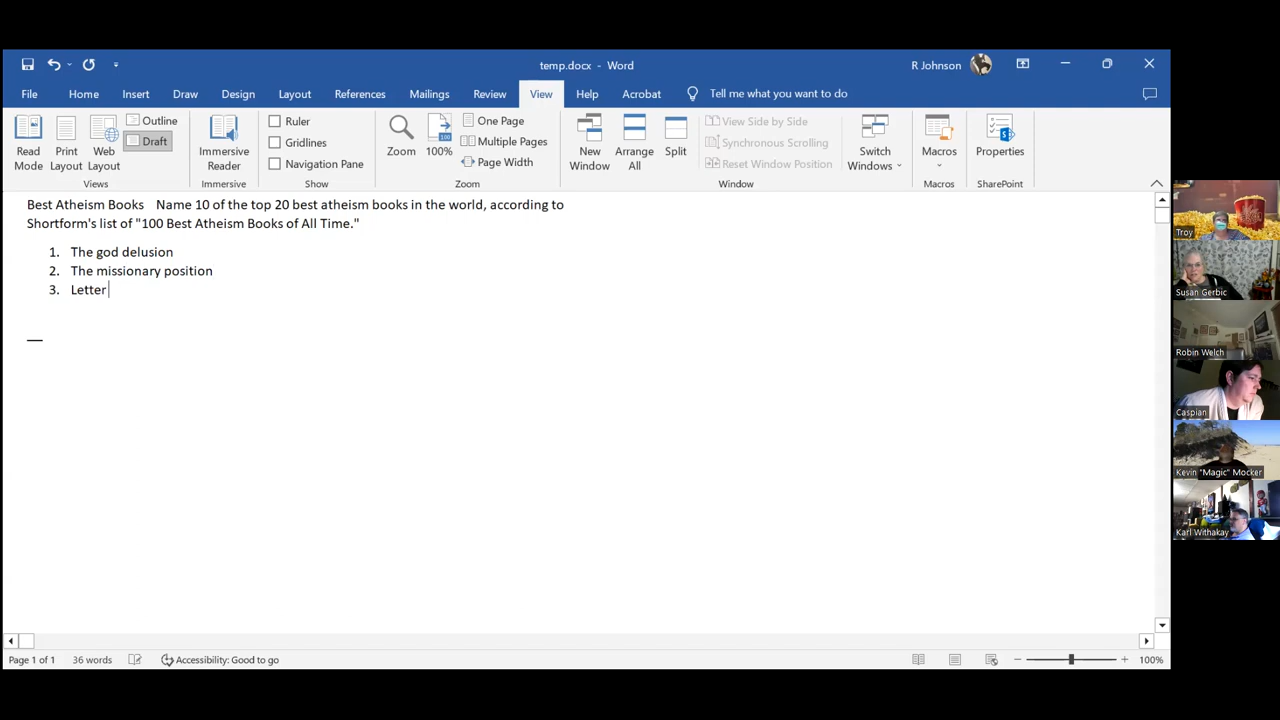 temp.docx - Word
R Johnson
File Home Insert Draw Design Layout References Mailings Review View Help Acrobat Tell me what you want to do
Read Mode
Print Layout
Web Layout
Outline
Draft
Views
Immersive Reader
Immersive
Ruler
Gridlines
Navigation Pane
Show
Zoom
100
100%
One Page
Multiple Pages
Page Width
Zoom
New Window
Arrange All
Split
View Side by Side
Synchronous Scrolling
Reset Window Position
Window
Switch Windows
Macros
Macros
Properties
SharePoint
Best Atheism Books Name 10 of the top 20 best atheism books in the world, according to
Shortform's list of "100 Best Atheism Books of All Time."
1. The god delusion
2. The missionary position
3. Letter
Troy
Susan Gerbic
Robin Welch
Caspian
Kevin "Magic" Mocker
Karl Withakay
Page 1 of 1 36 words Accessibility: Good to go 100%